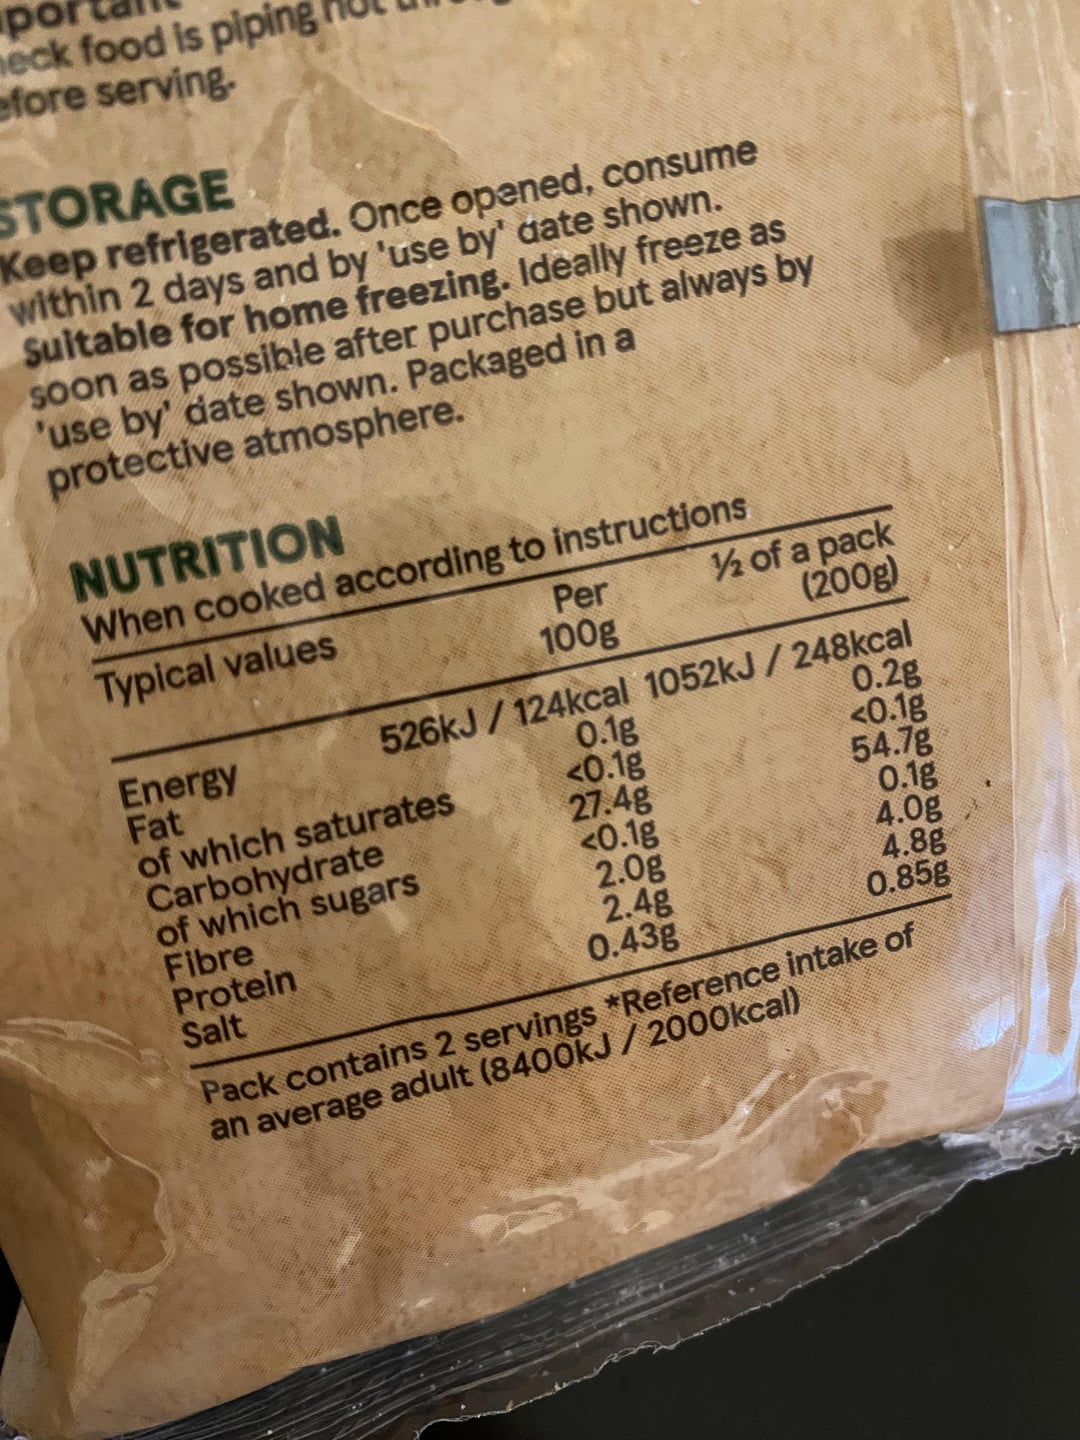 food is piping hot
before serving.
STORAGE
Keep refrigerated. Once opened, consume
within 2 days and by 'use by' date shown.
Suitable for home freezing. Ideally freeze as
soon as possible after purchase but always by
'use by' date shown. Packaged in a
protective atmosphere.
NUTRITION
When cooked according to instructions
Typical values Per 100g ½ of a pack (200g)
Energy 526kJ / 124kcal 1052kJ / 248kcal
Fat 0.1g 0.2g
of which saturates <0.1g <0.1g
Carbohydrate 27.4g 54.7g
of which sugars <0.1g 0.1g
Fibre 2.0g 4.0g
Protein 2.4g 4.8g
Salt 0.43g 0.85g
Pack contains 2 servings *Reference intake of
an average adult (8400kJ / 2000kcal)